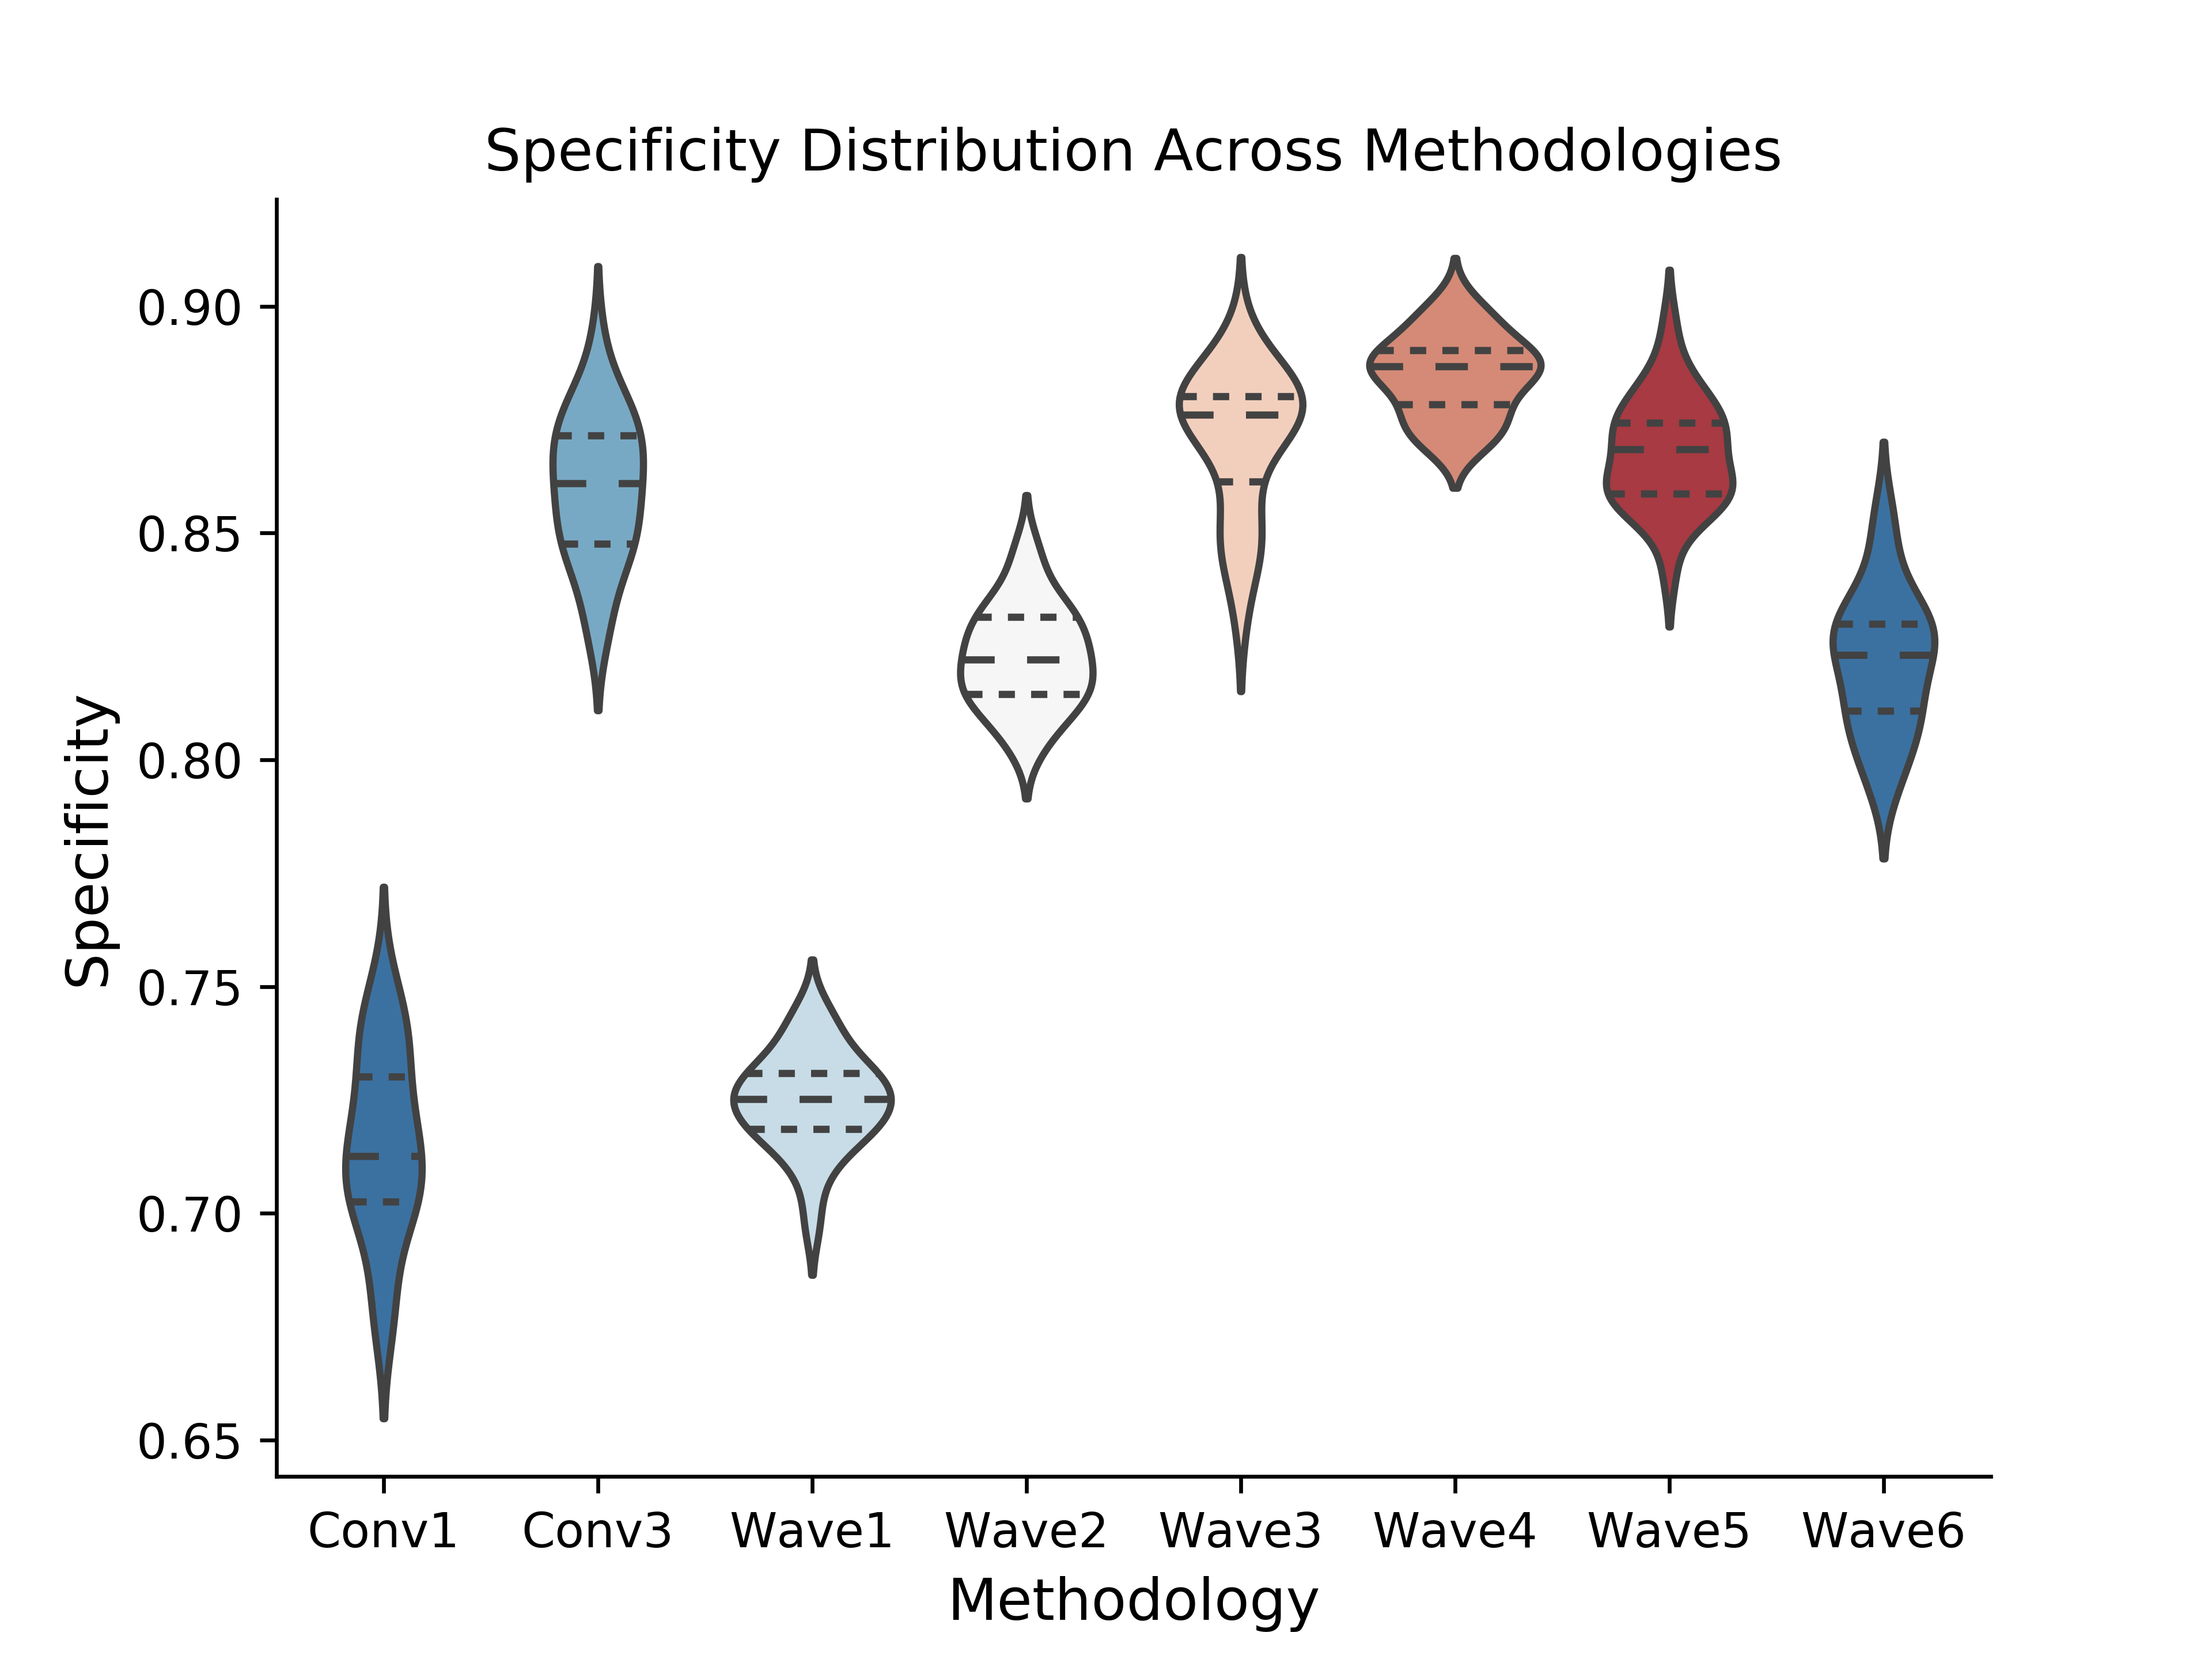 Specificity Distribution Across Methodologies
0.90
0.85
0.80
0.75
0.70
0.65
Specificity
Conv1 Conv3 Wave1 Wave2 Wave3 Wave4 Wave5 Wave6
Methodology